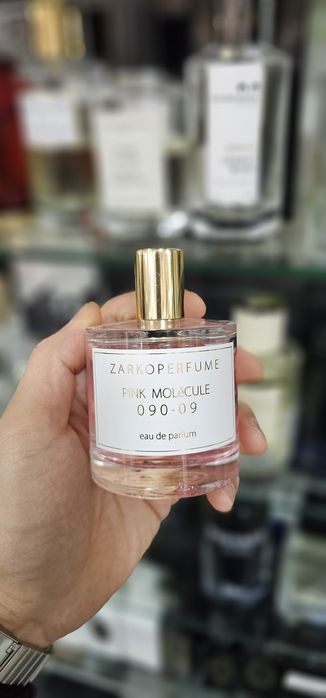 ZARKOPERFUME
PINK MOLéCULE
090·09
eau de parfum